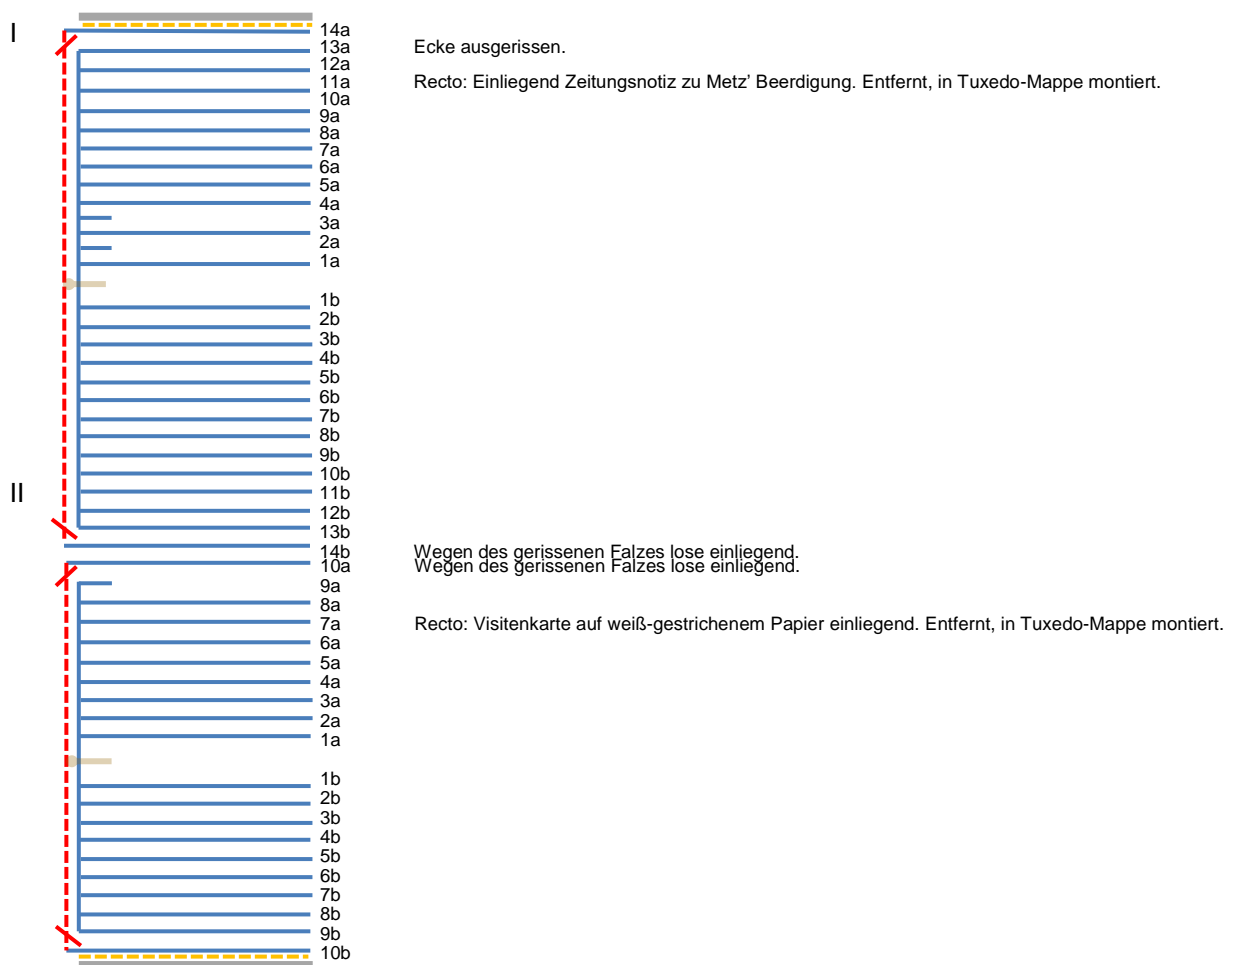 I
14a
13a Ecke ausgerissen.
12a
11a Recto: Einliegend Zeitungsnotiz zu Metz’ Beerdigung. Entfernt, in Tuxedo-Mappe montiert.
10a
9a
8a
7a
6a
5a
4a
3a
2a
1a
1b
2b
3b
4b
5b
6b
7b
8b
9b
10b
II
11b
12b
13b
14b Wegen des gerissenen Falzes lose einliegend.
10a Wegen des gerissenen Falzes lose einliegend.
9a
8a
7a Recto: Visitenkarte auf weiß-gestrichenem Papier einliegend. Entfernt, in Tuxedo-Mappe montiert.
6a
5a
4a
3a
2a
1a
1b
2b
3b
4b
5b
6b
7b
8b
9b
10b